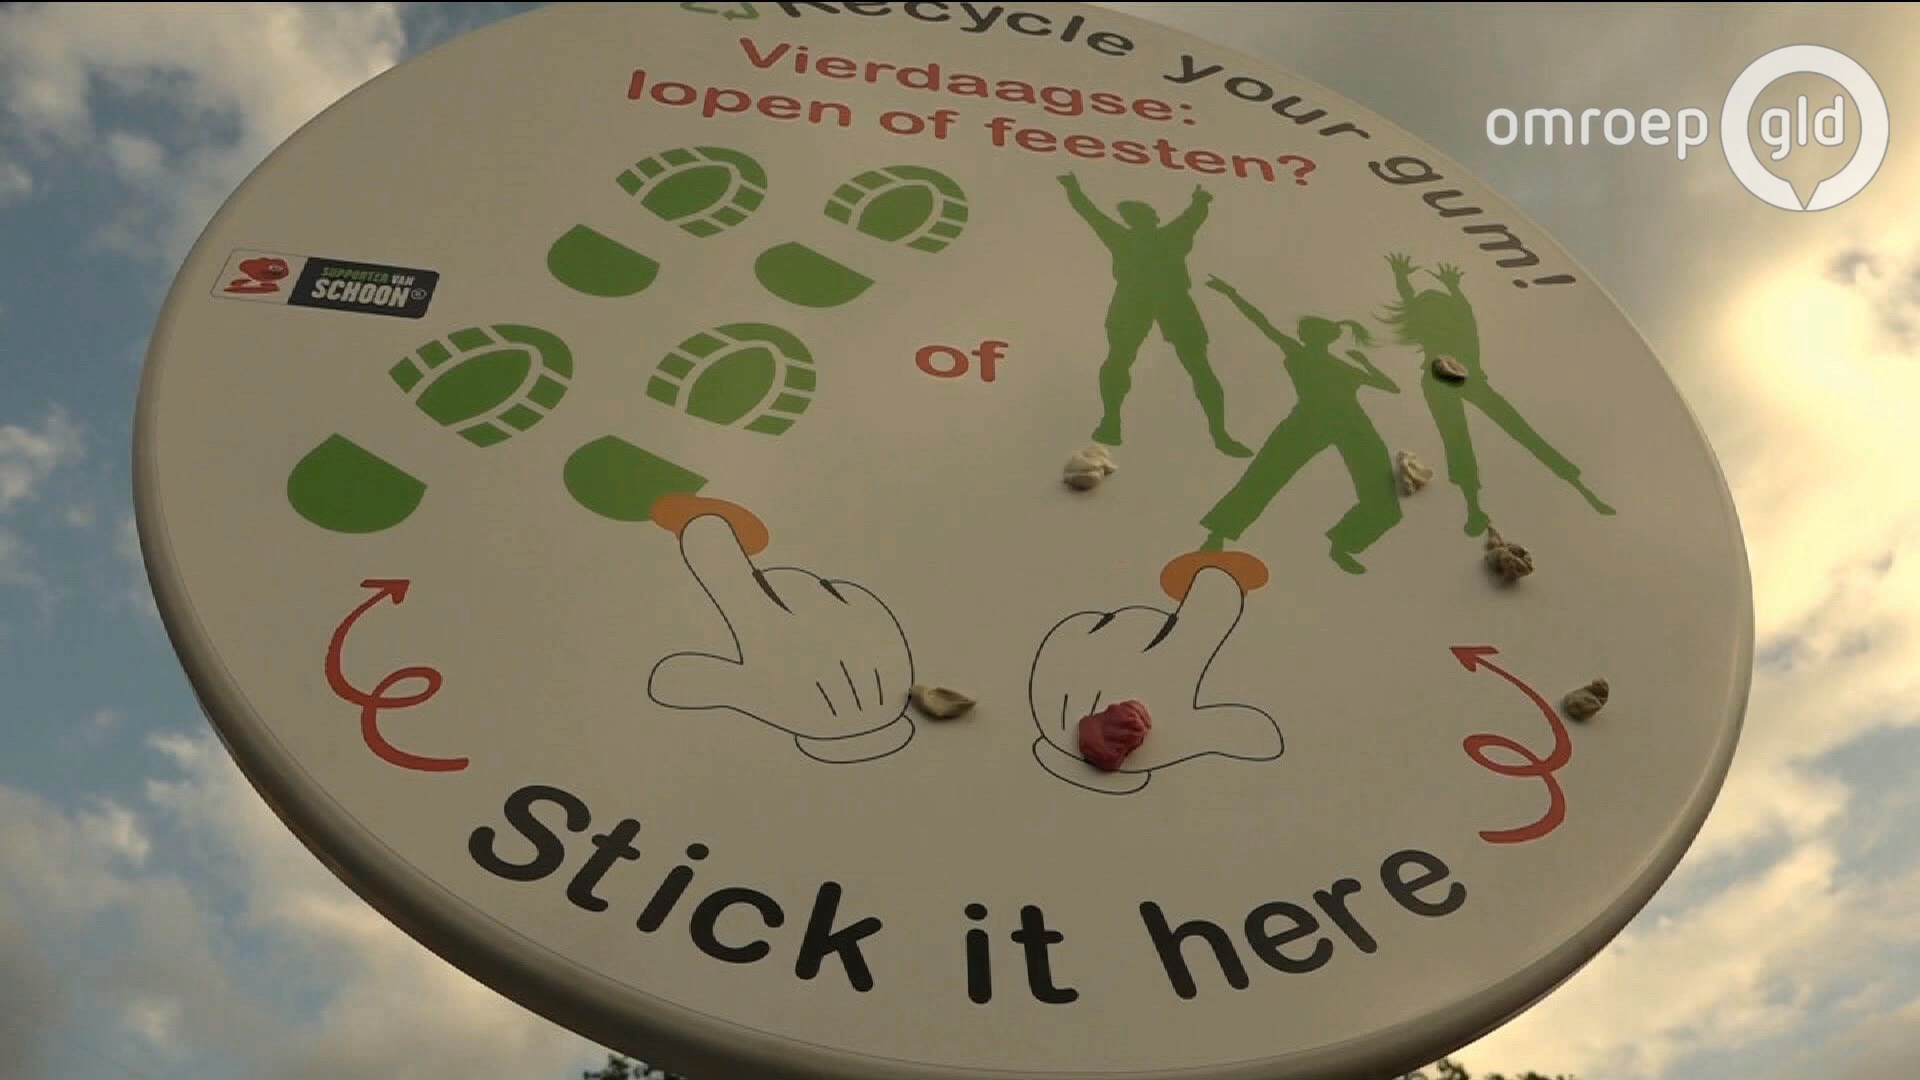 Recycle your gum!
Vierdaagse:
lopen of feesten?
omroep gld
SUPPORTER VAN
SCHOON®
of
Stick it here